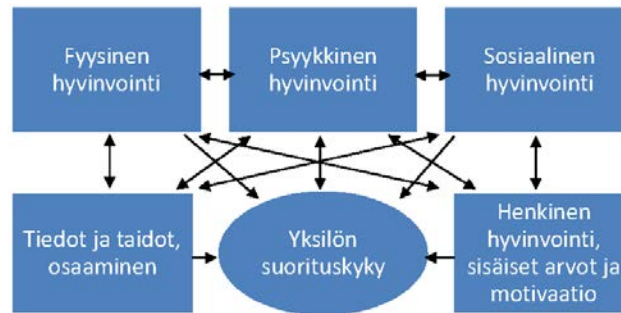 Fyysinen
hyvinvointi
Psyykkinen
hyvinvointi
Sosiaalinen
hyvinvointi
Tiedot ja taidot,
osaaminen
Yksilön
suorituskyky
Henkinen
hyvinvointi,
sisäiset arvot ja
motivaatio